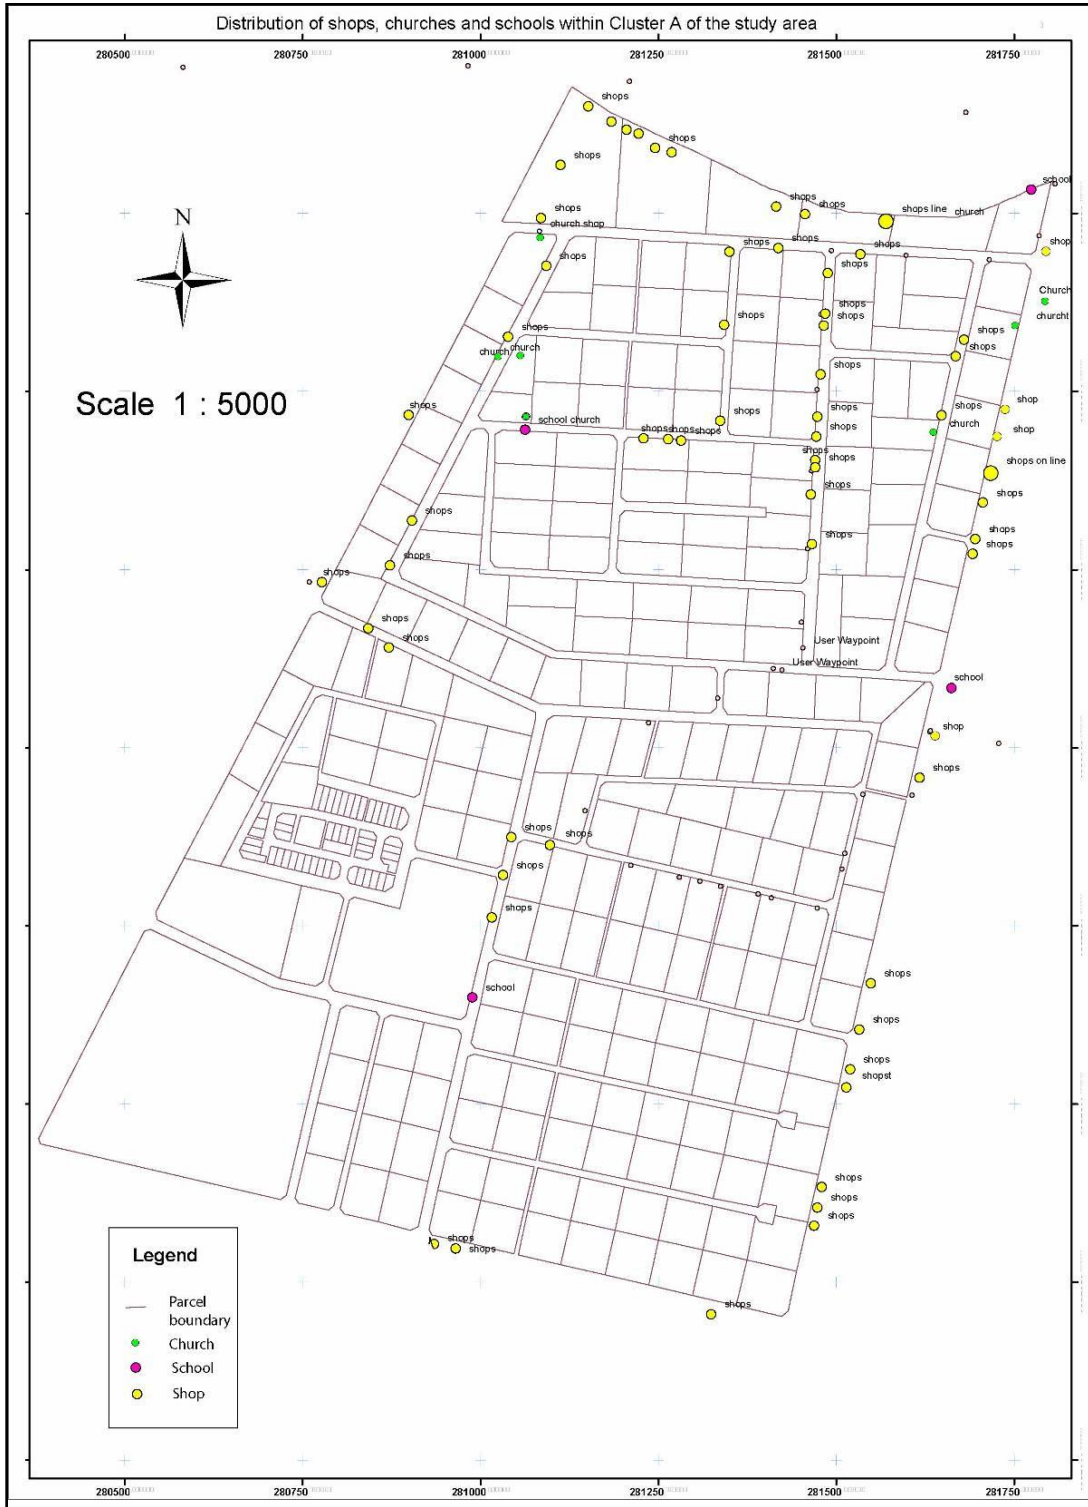 Distribution of shops, churches and schools within Cluster A of the study area
280500 280750 281000 281250 281500 281750
shops
shops
shops
school
shops
shops
shops line church
shops
church shop
shop
shops
shops
shops
shops
shops
Church
shops
churcht
shops
shops
shops
church church
shops
shops
N
Scale 1 : 5000
shop
shops
shops
shops
shops
school church
church
shops
shop
shops shops shops
shops
shops on line
shops
shops
shops
shops
shops
shops
shops
shops
shops
shops
User Waypoint
User Waypoint
school
shop
shops
shops
shops
shops
shops
shops
school
shops
shops
shopst
shops
shops
shops
shops
shops
shops
Legend
Parcel
boundary
Church
School
Shop
280500 280750 281000 281250 281500 281750